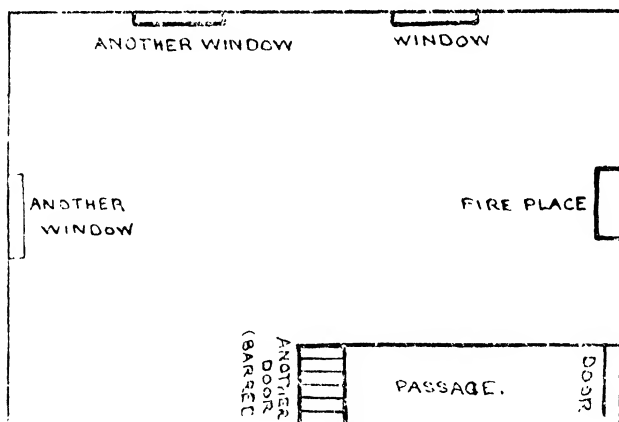 ANOTHER WINDOW
WINDOW
ANOTHER
WINDOW
FIRE PLACE
ANOTHER
DOOR
(BARRED
PASSAGE.
DOOR